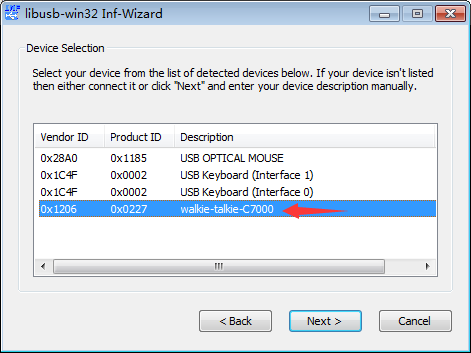 libusb-win32 Inf-Wizard
Device Selection
Select your device from the list of detected devices below. If your device isn't listed
then either connect it or click "Next" and enter your device description manually.
Vendor ID Product ID Description
0x28A0 0x1185 USB OPTICAL MOUSE
0x1C4F 0x0002 USB Keyboard (Interface 1)
0x1C4F 0x0002 USB Keyboard (Interface 0)
0x1206 0x0227 walkie-talkie-C7000
< Back Next > Cancel